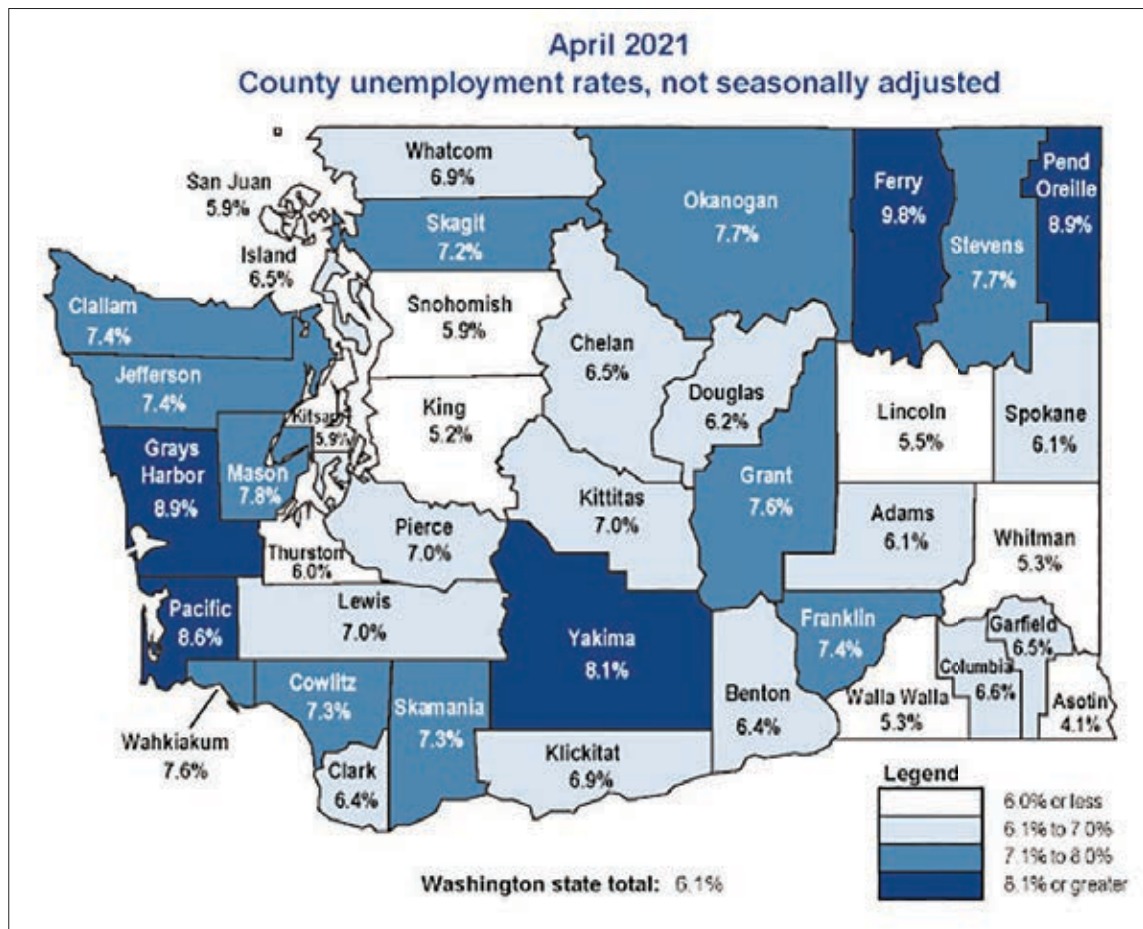 April 2021
County unemployment rates, not seasonally adjusted
Whatcom
6.9%
San Juan
5.9%
Skagit
7.2%
Island
6.5%
Okanogan
7.7%
Ferry
9.8%
Stevens
7.7%
Pend
Oreille
8.9%
Clallam
7.4%
Snohomish
5.9%
Chelan
6.5%
Jefferson
7.4%
Kitsap
5.9%
King
5.2%
Douglas
6.2%
Lincoln
5.5%
Spokane
6.1%
Grays
Harbor
8.9%
Mason
7.8%
Grant
7.6%
Kittitas
7.0%
Pierce
7.0%
Adams
6.1%
Whitman
5.3%
Thurston
6.0%
Pacific
8.6%
Lewis
7.0%
Yakima
8.1%
Franklin
7.4%
Garfield
6.5%
Columbia
6.6%
Cowlitz
7.3%
Skamania
7.3%
Benton
6.4%
Walla Walla
5.3%
Asotin
4.1%
Wahkiakum
7.6%
Clark
6.4%
Klickitat
6.9%
Legend
6.0% or less
6.1% to 7.0%
7.1% to 8.0%
8.1% or greater
Washington state total: 6.1%